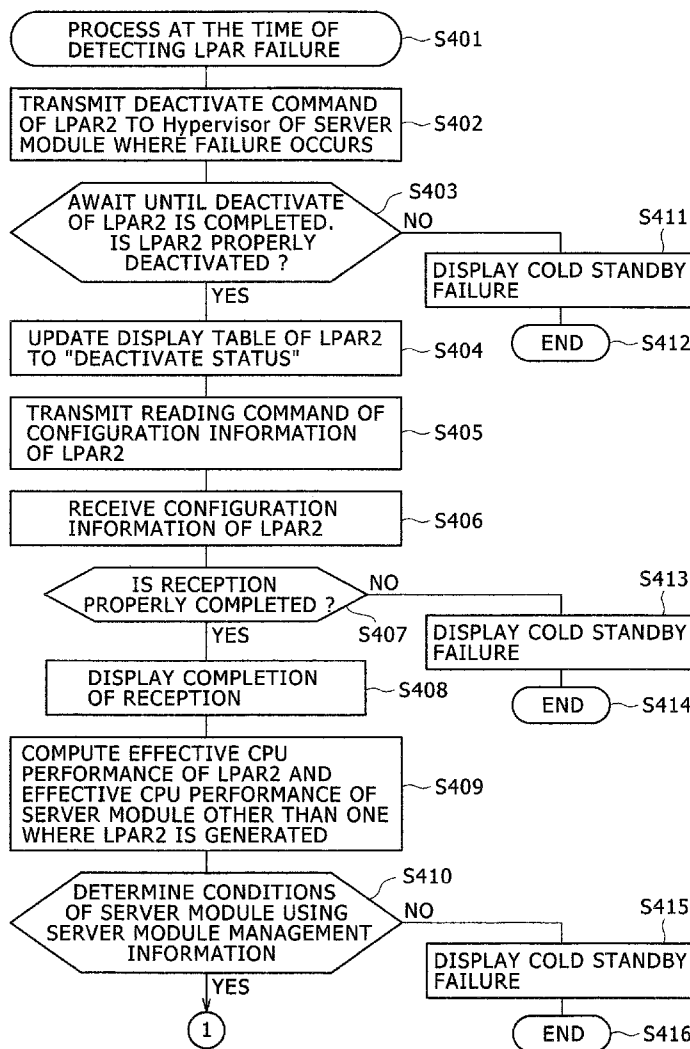 PROCESS AT THE TIME OF
DETECTING LPAR FAILURE
S401
TRANSMIT DEACTIVATE COMMAND
OF LPAR2 TO Hypervisor OF SERVER
MODULE WHERE FAILURE OCCURS
S402
AWAIT UNTIL DEACTIVATE
OF LPAR2 IS COMPLETED.
IS LPAR2 PROPERLY
DEACTIVATED ?
S403
NO
YES
S411
DISPLAY COLD STANDBY
FAILURE
END
S412
UPDATE DISPLAY TABLE OF LPAR2
TO "DEACTIVATE STATUS"
S404
TRANSMIT READING COMMAND OF
CONFIGURATION INFORMATION
OF LPAR2
S405
RECEIVE CONFIGURATION
INFORMATION OF LPAR2
S406
IS RECEPTION
PROPERLY COMPLETED ?
NO
S407
YES
S413
DISPLAY COLD STANDBY
FAILURE
END
S414
DISPLAY COMPLETION
OF RECEPTION
S408
COMPUTE EFFECTIVE CPU
PERFORMANCE OF LPAR2 AND
EFFECTIVE CPU PERFORMANCE OF
SERVER MODULE OTHER THAN ONE
WHERE LPAR2 IS GENERATED
S409
DETERMINE CONDITIONS
OF SERVER MODULE USING
SERVER MODULE MANAGEMENT
INFORMATION
S410
NO
YES
S415
DISPLAY COLD STANDBY
FAILURE
END
S416
1